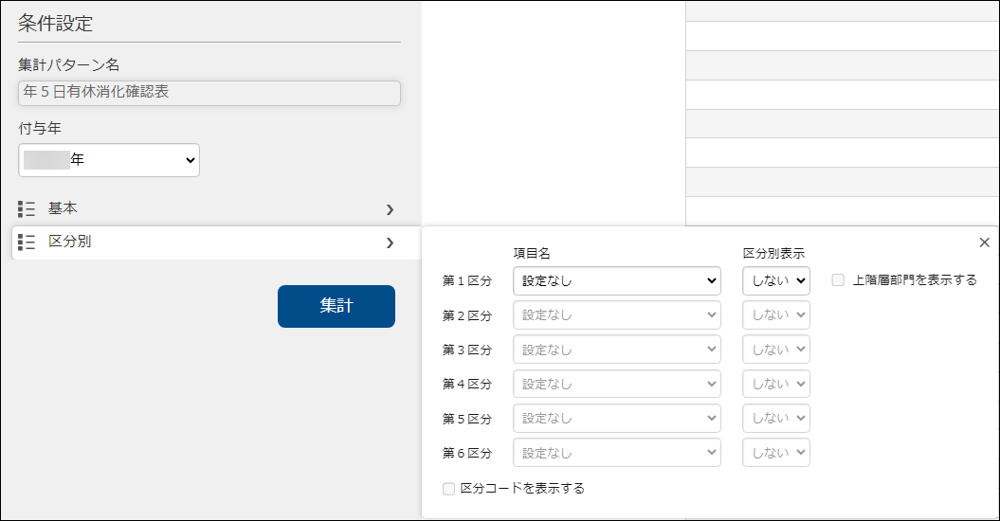 条件設定
集計パターン名
年５日有休消化確認表
付与年
年
基本
区分別
集計
項目名 区分別表示
第１区分 設定なし しない 上階層部門を表示する
第２区分 設定なし しない
第３区分 設定なし しない
第４区分 設定なし しない
第５区分 設定なし しない
第６区分 設定なし しない
区分コードを表示する